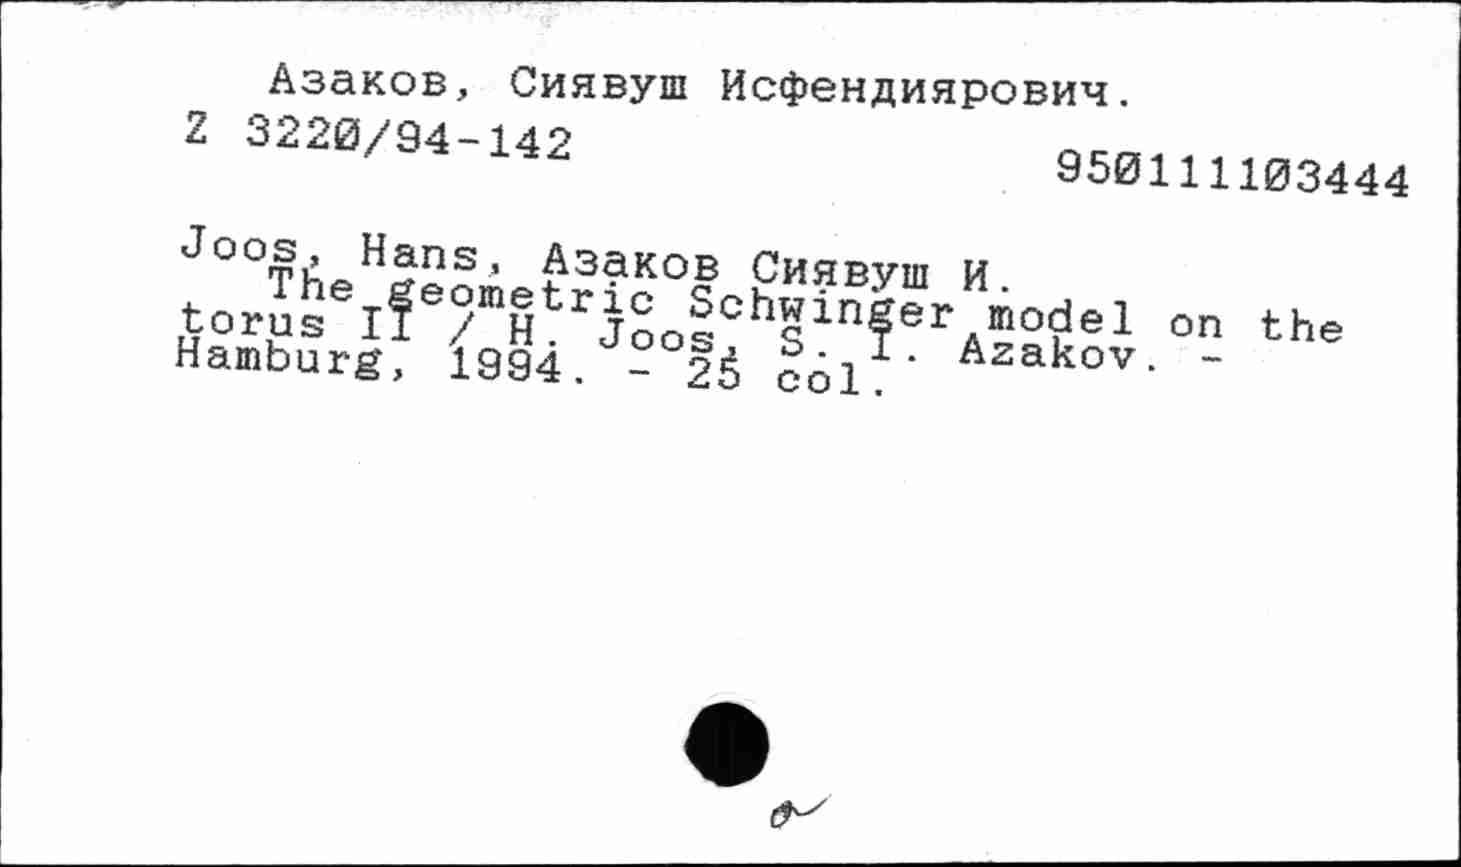 Азаков, Сиявуш Исфендиярович.
Z 3220/94-142
950111103444
Joos, Hans, Азаков Сиявуш И.
The geometric Schwinger model on the
torus II / H. Joos, S. I. Azakov. -
Hamburg, 1994. - 25 col.